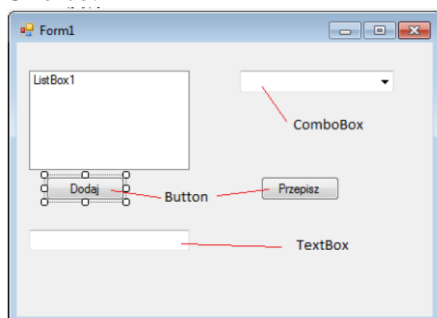 Form1
ListBox1
ComboBox
Dodaj
Button
Przepisz
TextBox